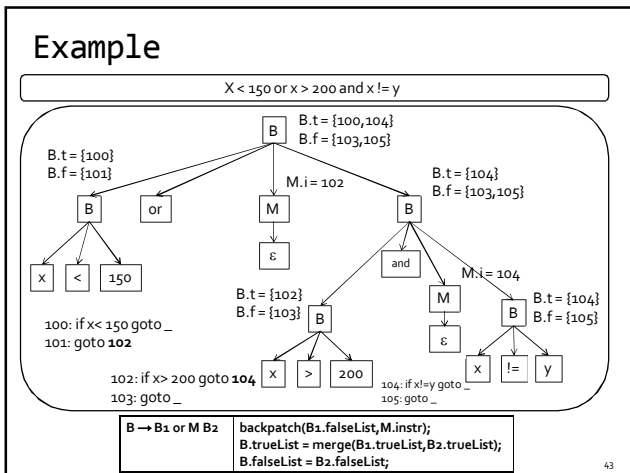 Example
X < 150 or x > 200 and x != y
B.t = {100,104}
B.f = {103,105}
B
B.t = {100}
B.f = {101}
M.i = 102
B.t = {104}
B.f = {103,105}
B
or
M
B
ε
x
<
150
and
M.i = 104
B.t = {102}
B.f = {103}
B
M
B
B.t = {104}
B.f = {105}
ε
100: if x< 150 goto _
101: goto 102
x
>
200
x
!=
y
102: if x> 200 goto 104
103: goto _
104: if x!=y goto _
105: goto _
B → B1 or M B2
backpatch(B1.falseList,M.instr);
B.trueList = merge(B1.trueList,B2.trueList);
B.falseList = B2.falseList;
43